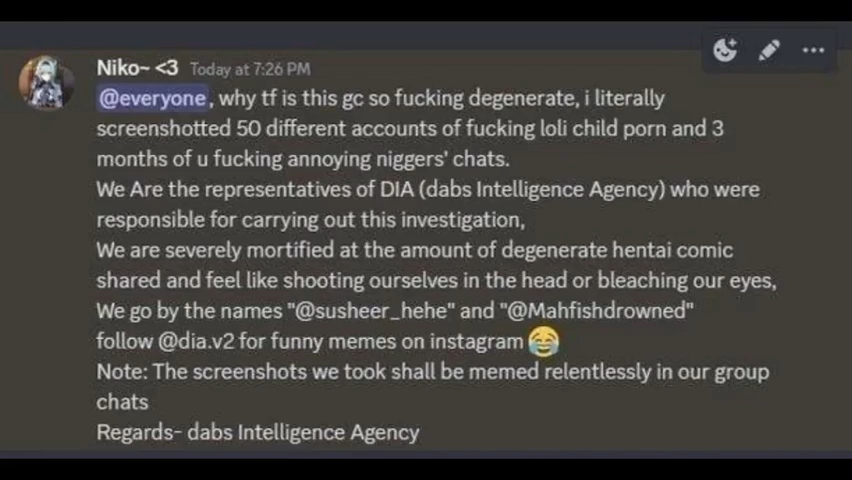 Niko~ <3 Today at 7:26 PM
@everyone, why tf is this gc so fucking degenerate, i literally
screenshotted 50 different accounts of fucking loli child porn and 3
months of u fucking annoying niggers' chats.
We Are the representatives of DIA (dabs Intelligence Agency) who were
responsible for carrying out this investigation,
We are severely mortified at the amount of degenerate hentai comic
shared and feel like shooting ourselves in the head or bleaching our eyes,
We go by the names "@susheer_hehe" and "@Mahfishdrowned"
follow @dia.v2 for funny memes on instagram 😂
Note: The screenshots we took shall be memed relentlessly in our group
chats
Regards- dabs Intelligence Agency